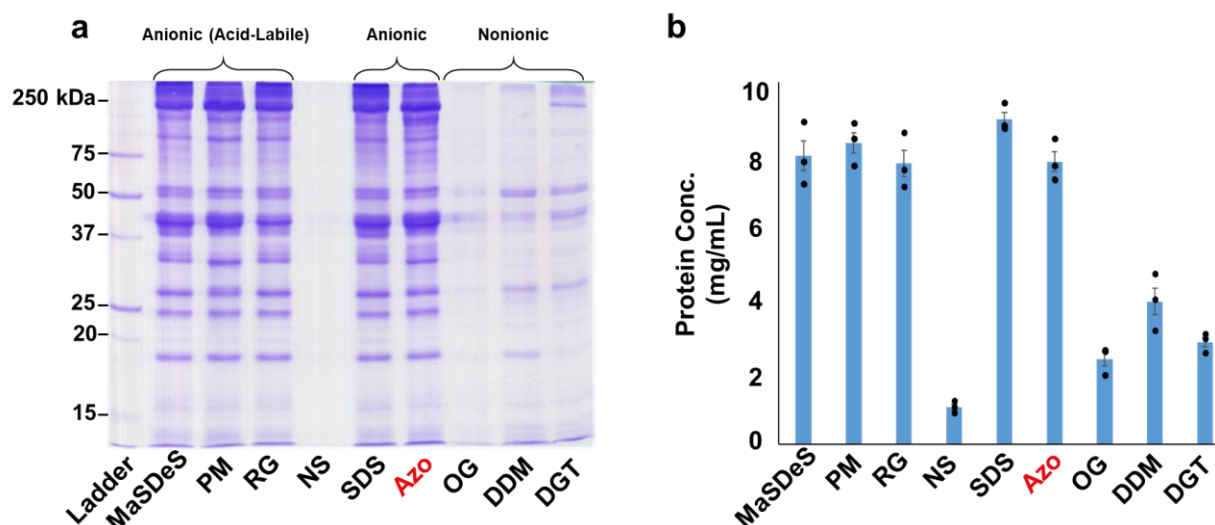 a
Anionic (Acid-Labile)
Anionic
Nonionic
250 kDa
75
50
37
25
20
15
Ladder
MaSDeS
PM
RG
NS
SDS
Azo
OG
DDM
DGT
b
Protein Conc.
(mg/mL)
10
8
6
4
2
0
MaSDeS
PM
RG
NS
SDS
Azo
OG
DDM
DGT